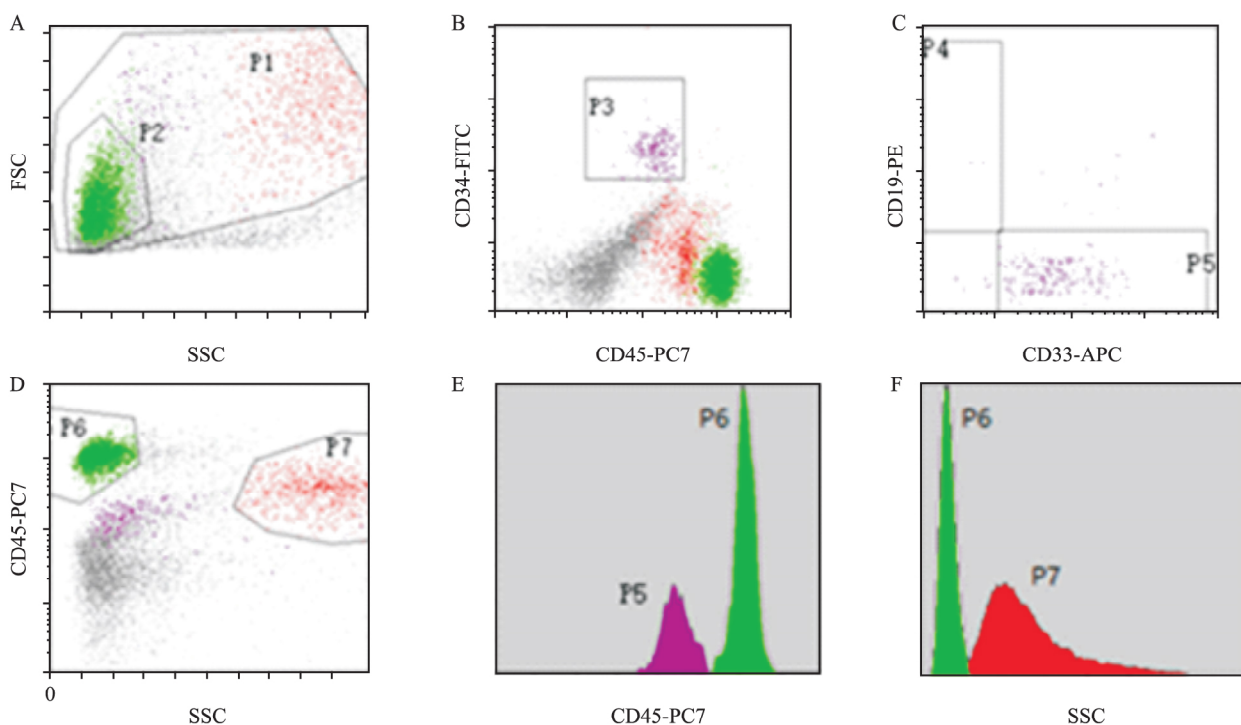 A
P1
P2
FSC
SSC
B
P3
CD34-FITC
CD45-PC7
C
P4
P5
CD19-PE
CD33-APC
D
P6
P7
CD45-PC7
0
SSC
E
P6
P5
CD45-PC7
F
P6
P7
SSC